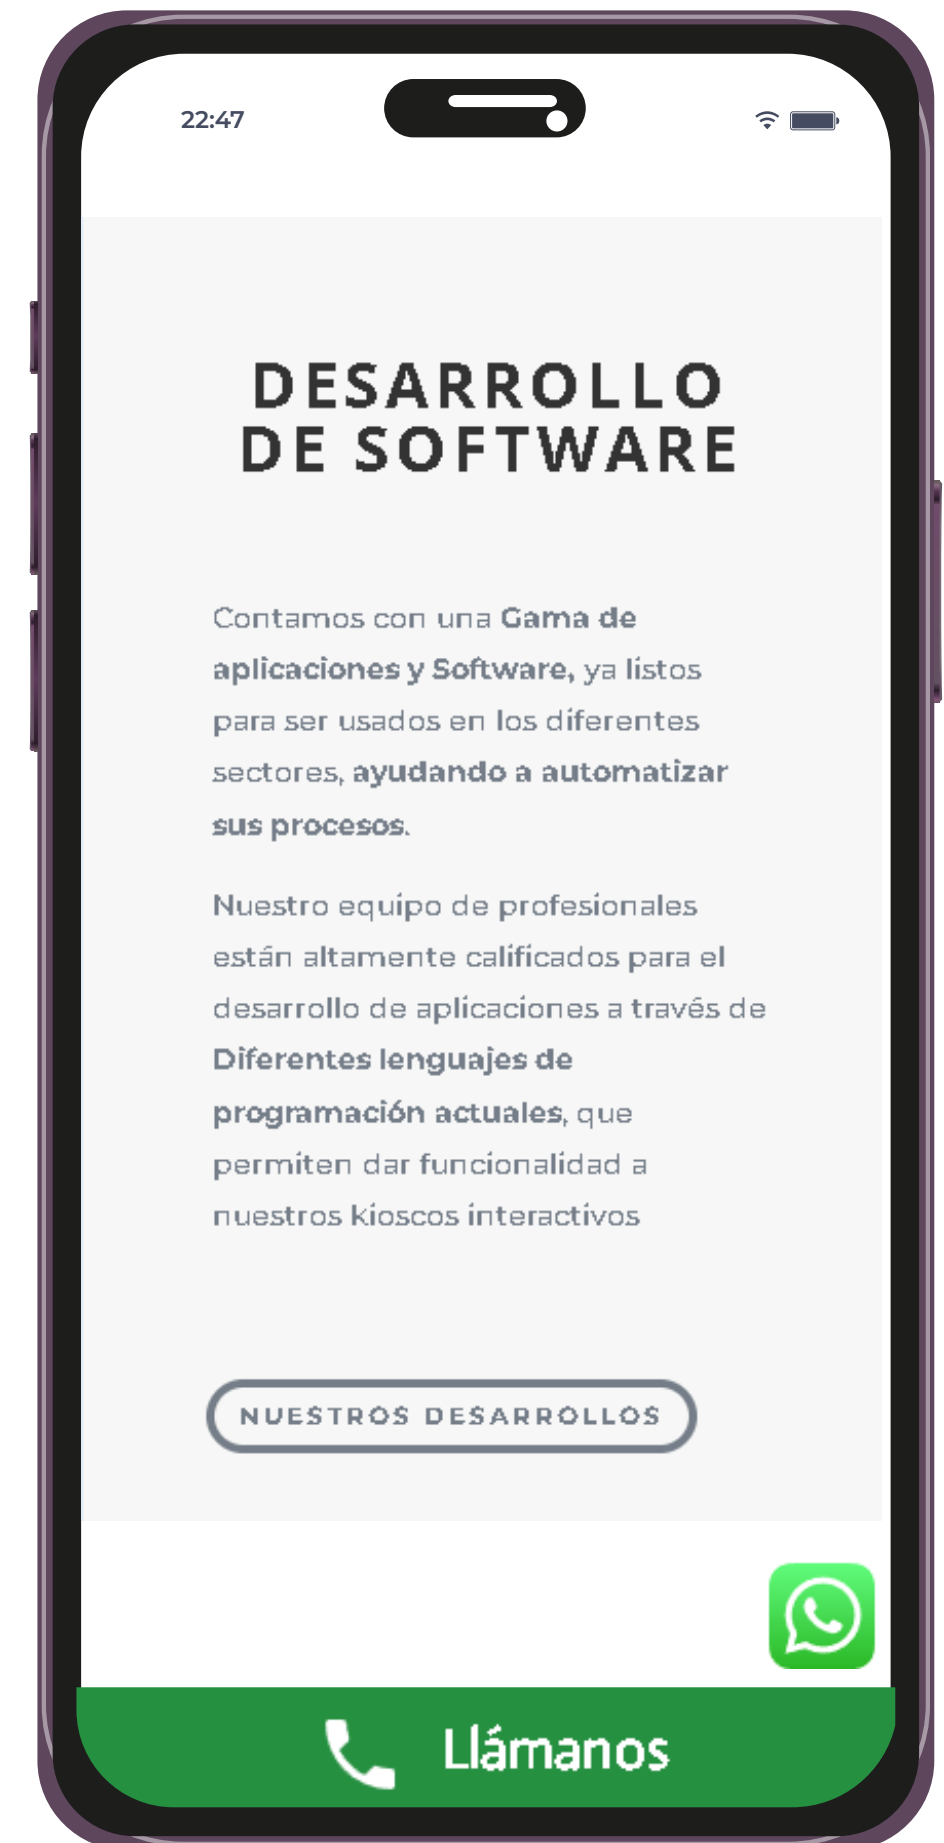 22:47
DESARROLLO
DE SOFTWARE
Contamos con una Gama de
aplicaciones y Software, ya listos
para ser usados en los diferentes
sectores, ayudando a automatizar
sus procesos.
Nuestro equipo de profesionales
están altamente calificados para el
desarrollo de aplicaciones a través de
Diferentes lenguajes de
programación actuales, que
permiten dar funcionalidad a
nuestros kioscos interactivos
NUESTROS DESARROLLOS
Llámanos